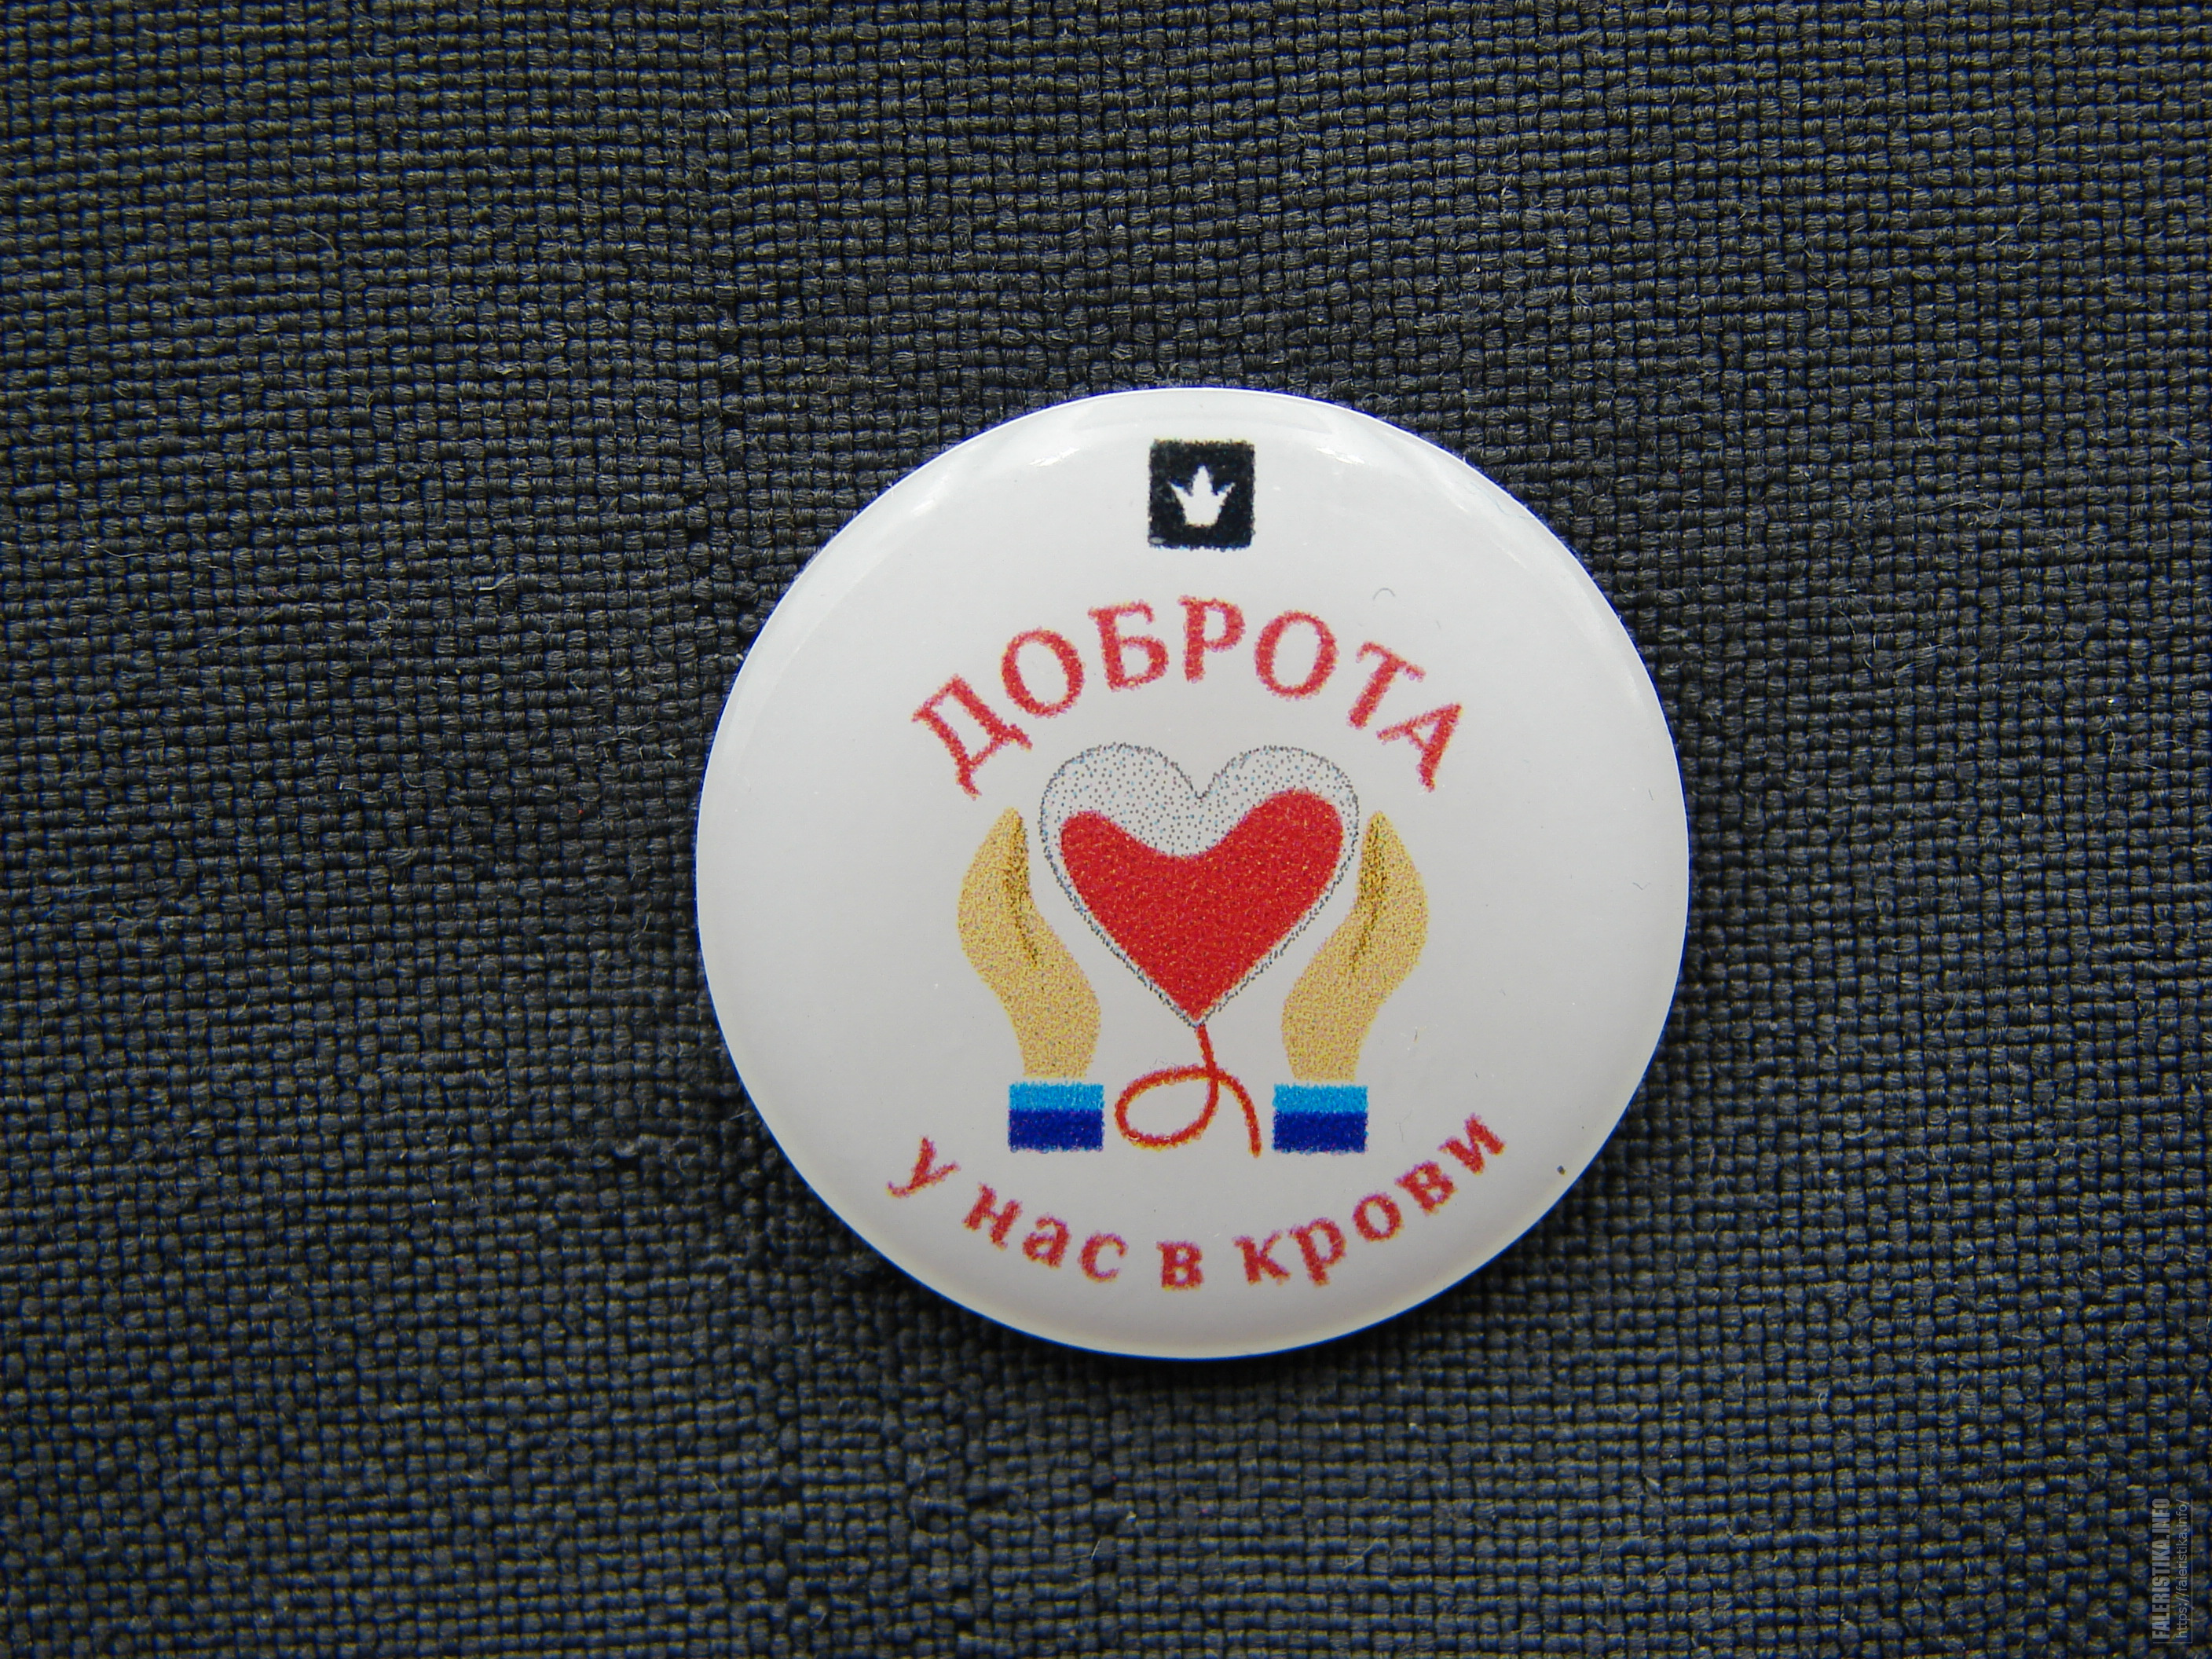 ДОБРОТА
у нас в крови
FALERISTIKA.INFO
https://faleristika.info/